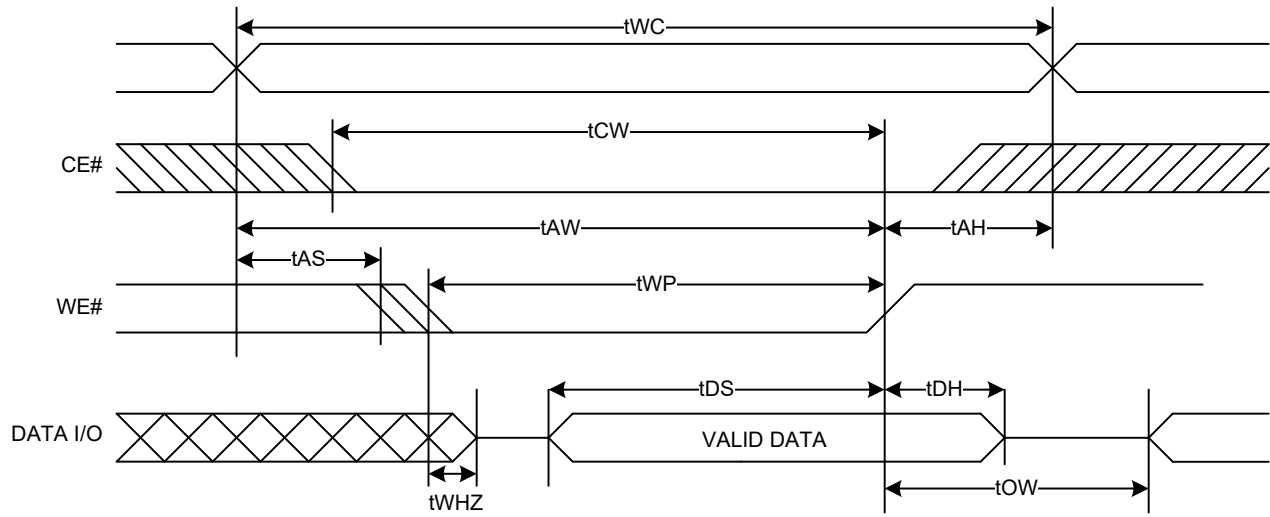 tWC
tCW
CE#
tAW
tAH
tAS
tWP
WE#
tDS
tDH
DATA I/O
VALID DATA
tWHZ
tOW